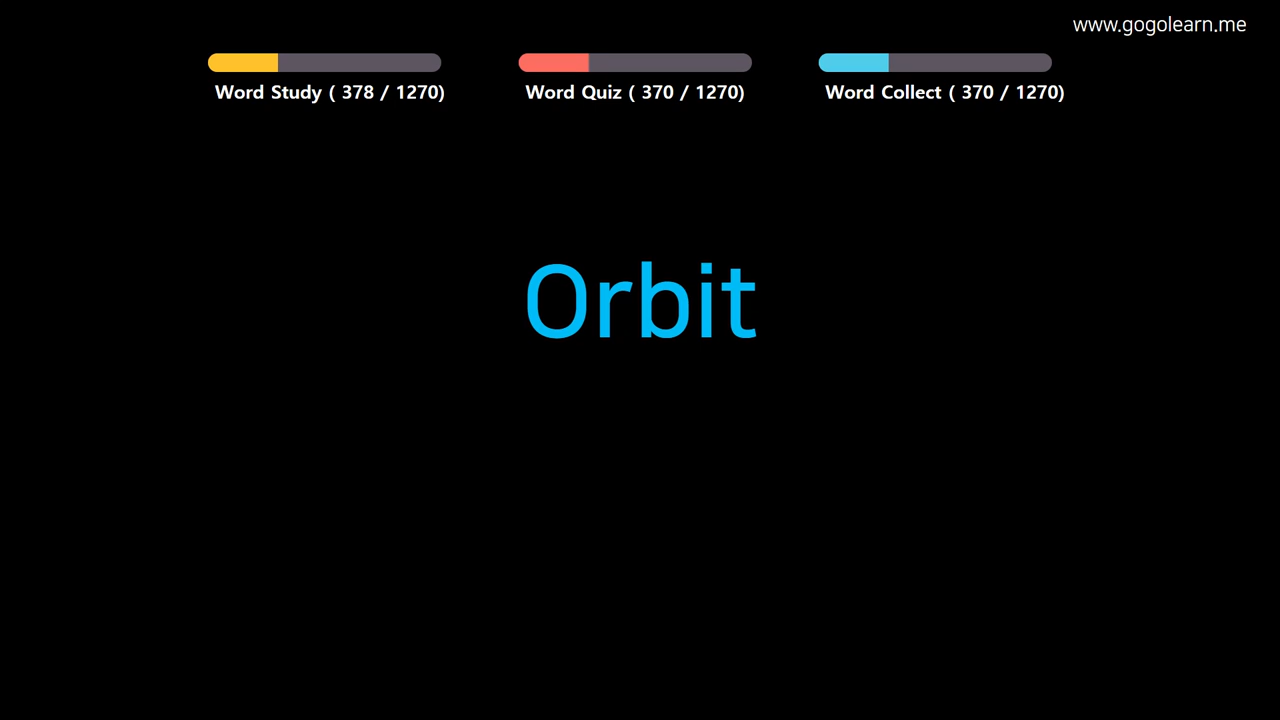 www.gogolearn.me
Word Study ( 378 / 1270)
Word Quiz ( 370 / 1270)
Word Collect ( 370 / 1270)
Orbit